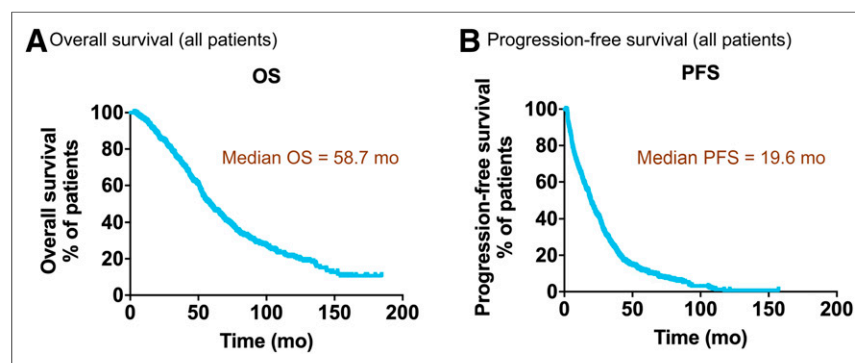 A Overall survival (all patients)
OS
Overall survival
% of patients
100
80
60
40
20
0
Median OS = 58.7 mo
0 50 100 150 200
Time (mo)
B Progression-free survival (all patients)
PFS
Progression-free survival
% of patients
100
80
60
40
20
0
Median PFS = 19.6 mo
0 50 100 150 200
Time (mo)